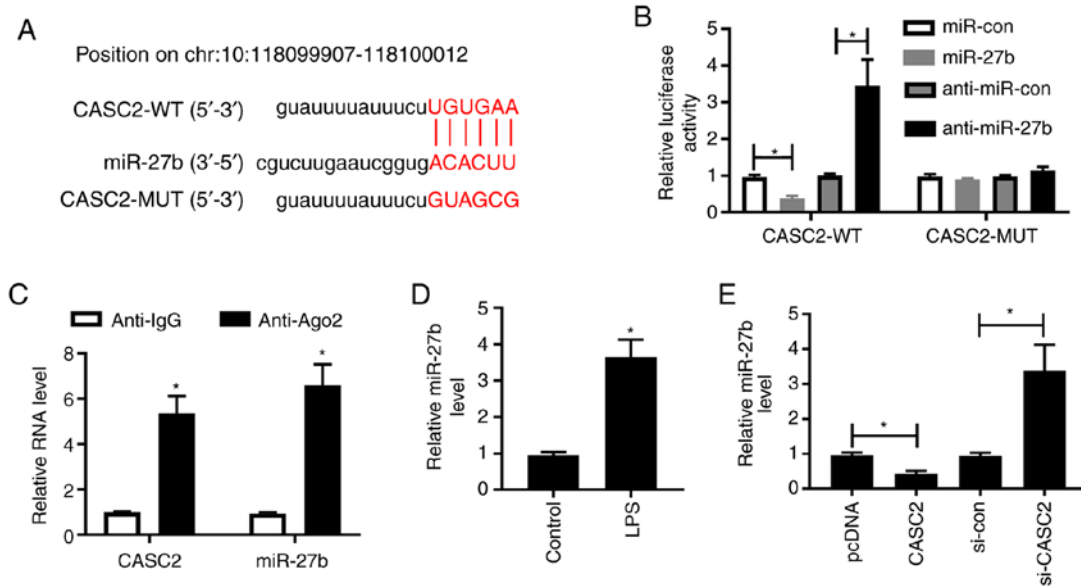 A
Position on chr:10:118099907-118100012
CASC2-WT (5′-3′) guauuuuauuucuUGUGAA
miR-27b (3′-5′) cgucuugaaucggugACACUU
CASC2-MUT (5′-3′) guauuuuauuucuGUAGCG
B
Relative luciferase
activity
5
4
3
2
1
0
* *
miR-con
miR-27b
anti-miR-con
anti-miR-27b
CASC2-WT CASC2-MUT
C
Anti-IgG Anti-Ago2
Relative RNA level
8
6
4
2
0
* *
CASC2 miR-27b
D
Relative miR-27b
level
5
4
3
2
1
0
*
Control LPS
E
Relative miR-27b
level
5
4
3
2
1
0
* *
pcDNA CASC2 si-con si-CASC2